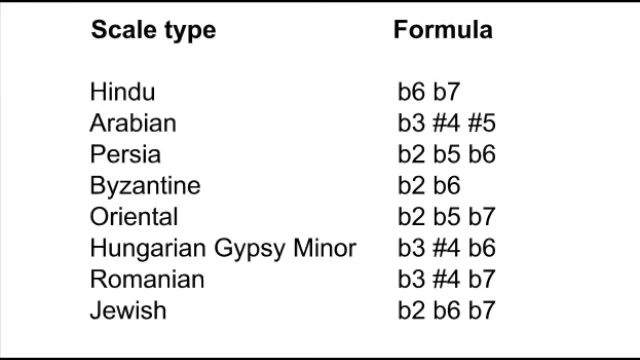 Scale type Formula
Hindu b6 b7
Arabian b3 #4 #5
Persia b2 b5 b6
Byzantine b2 b6
Oriental b2 b5 b7
Hungarian Gypsy Minor b3 #4 b6
Romanian b3 #4 b7
Jewish b2 b6 b7